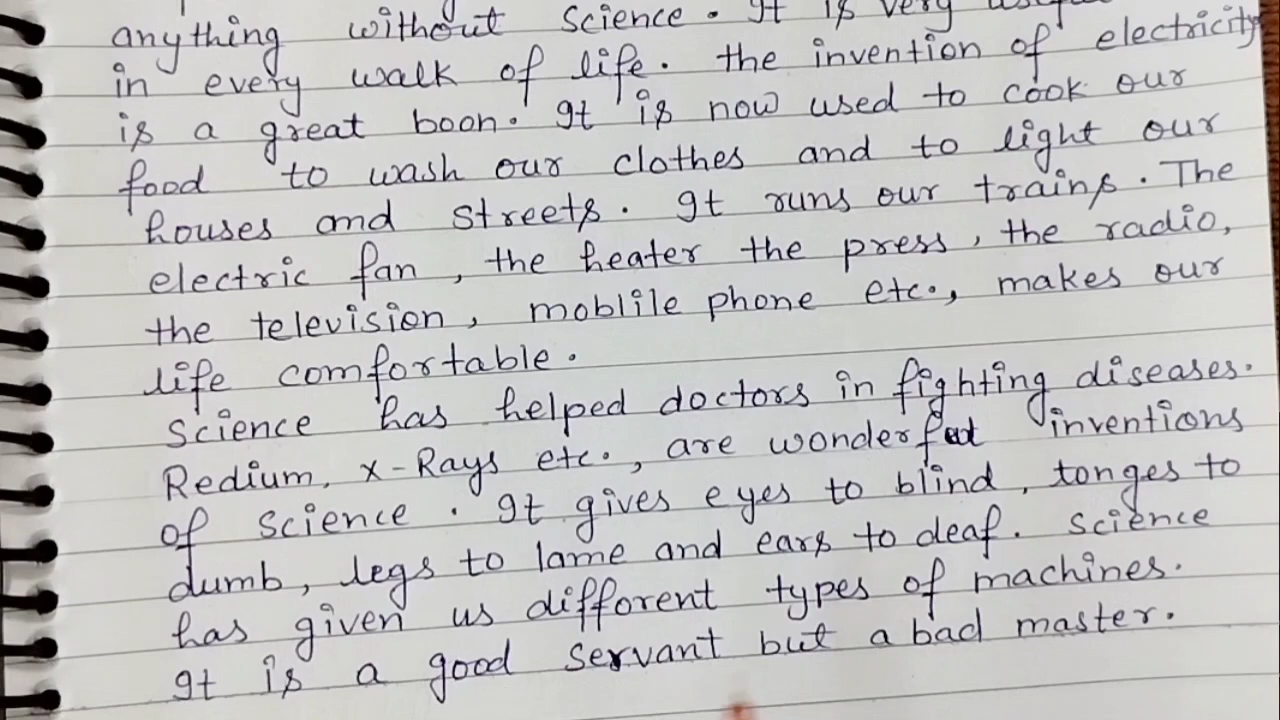 anything without science. It is very
in every walk of life. the invention of electricity
is a great boon. It is now used to cook our
food to wash our clothes and to light our
houses and streets. It runs our trains. The
electric fan, the heater the press, the radio,
the television, moblile phone etc., makes our
life comfortable.
Science has helped doctors in fighting diseases.
Redium, x-Rays etc., are wonderful inventions
of science. It gives eyes to blind, tonges to
dumb, legs to lame and ears to deaf. Science
has given us different types of machines.
It is a good servant but a bad master.